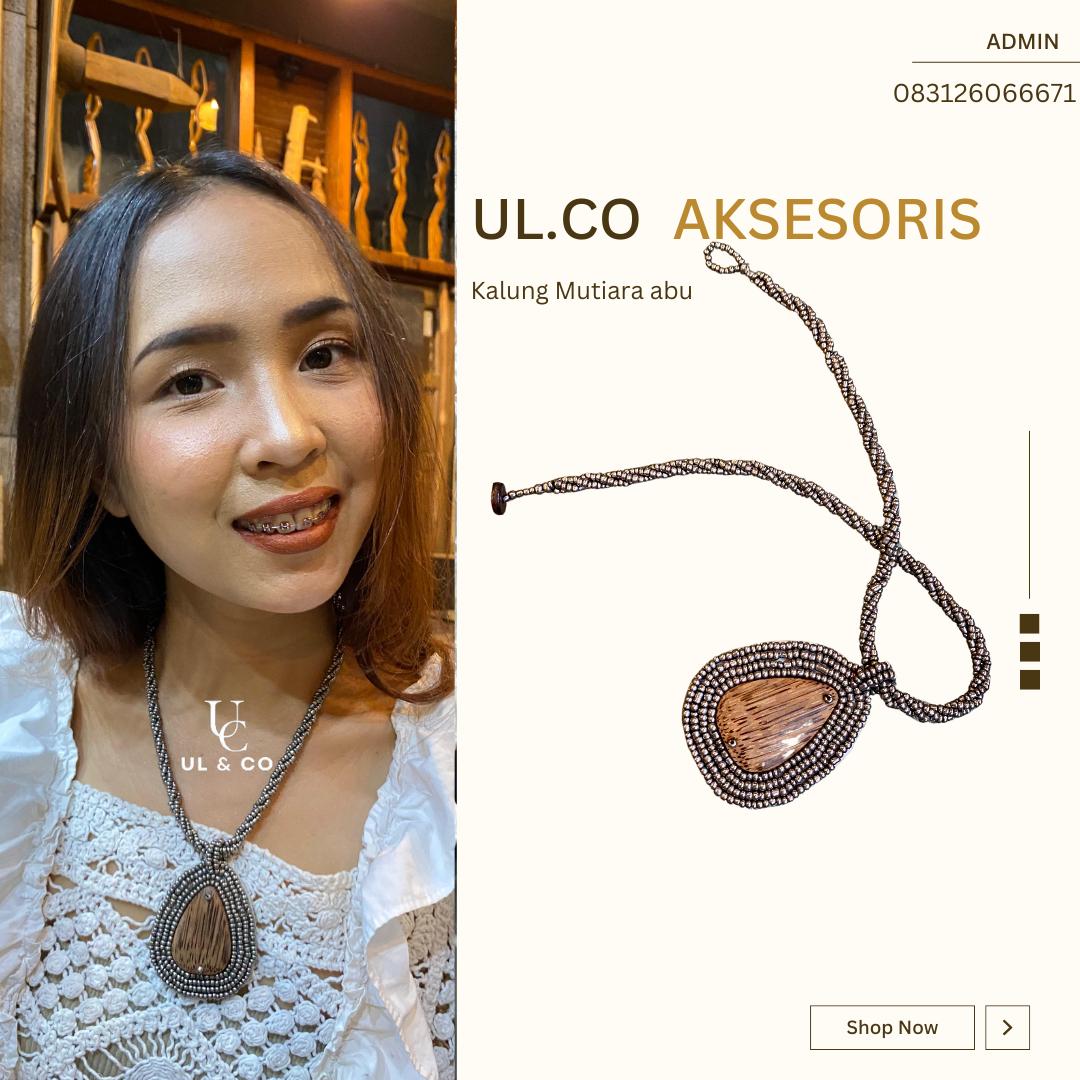 ADMIN
083126066671
UL.CO AKSESORIS
Kalung Mutiara abu
UC
UL & CO
Shop Now